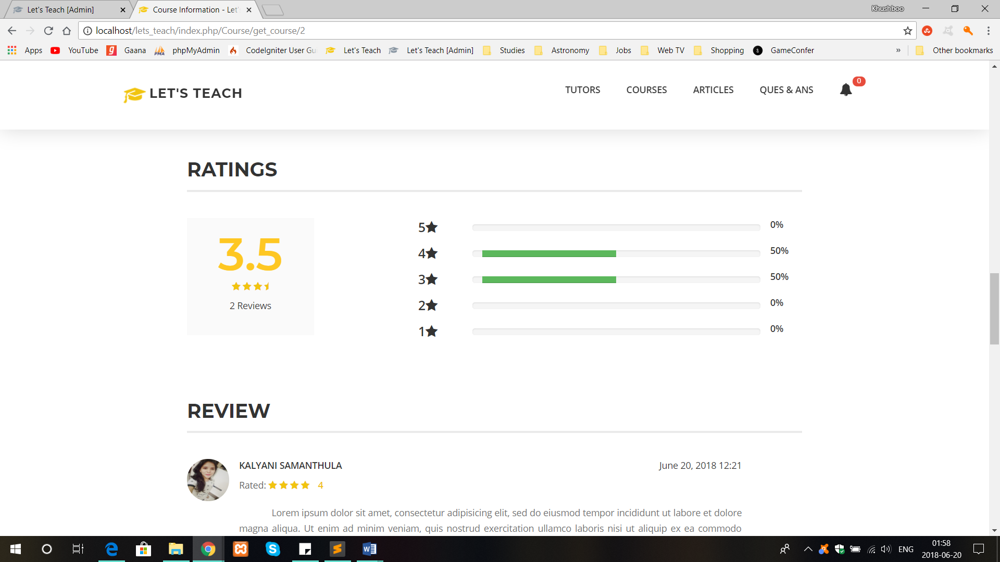 Let's Teach [Admin]
Course Information - Let'
Khushboo
localhost/lets_teach/index.php/Course/get_course/2
Apps YouTube Gaana phpMyAdmin CodeIgniter User Gu Let's Teach Let's Teach [Admin] Studies Astronomy Jobs Web TV Shopping GameConfer » Other bookmarks
LET'S TEACH
TUTORS COURSES ARTICLES QUES & ANS 0
RATINGS
3.5
2 Reviews
5 0%
4 50%
3 50%
2 0%
1 0%
REVIEW
KALYANI SAMANTHULA June 20, 2018 12:21
Rated: 4
Lorem ipsum dolor sit amet, consectetur adipisicing elit, sed do eiusmod tempor incididunt ut labore et dolore
magna aliqua. Ut enim ad minim veniam, quis nostrud exercitation ullamco laboris nisi ut aliquip ex ea commodo
ENG
01:58
2018-06-20